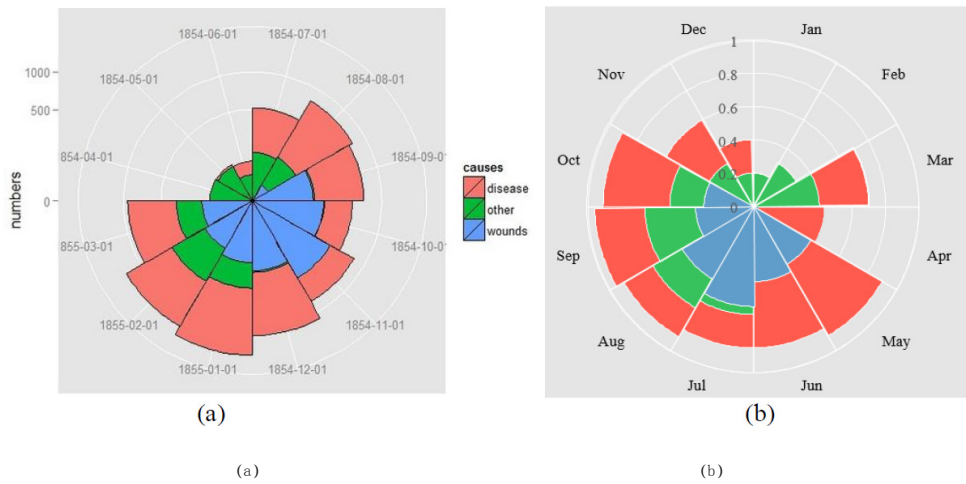 1854-06-01 1854-07-01
1854-05-01 1854-08-01
1000
500
1854-04-01 1854-09-01
0
numbers
1855-03-01 1854-10-01
1855-02-01 1854-11-01
1855-01-01 1854-12-01
causes
disease
other
wounds
(a)
Dec Jan
Nov Feb
Oct Mar
Sep Apr
Aug May
Jul Jun
1
0.8
0.6
0.4
0.2
0
(b)
(a) (b)